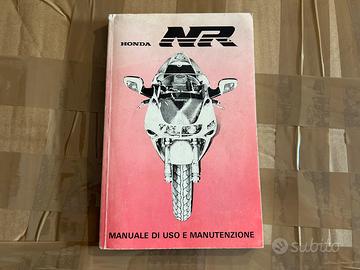 HONDA NR
MANUALE DI USO E MANUTENZIONE
subito